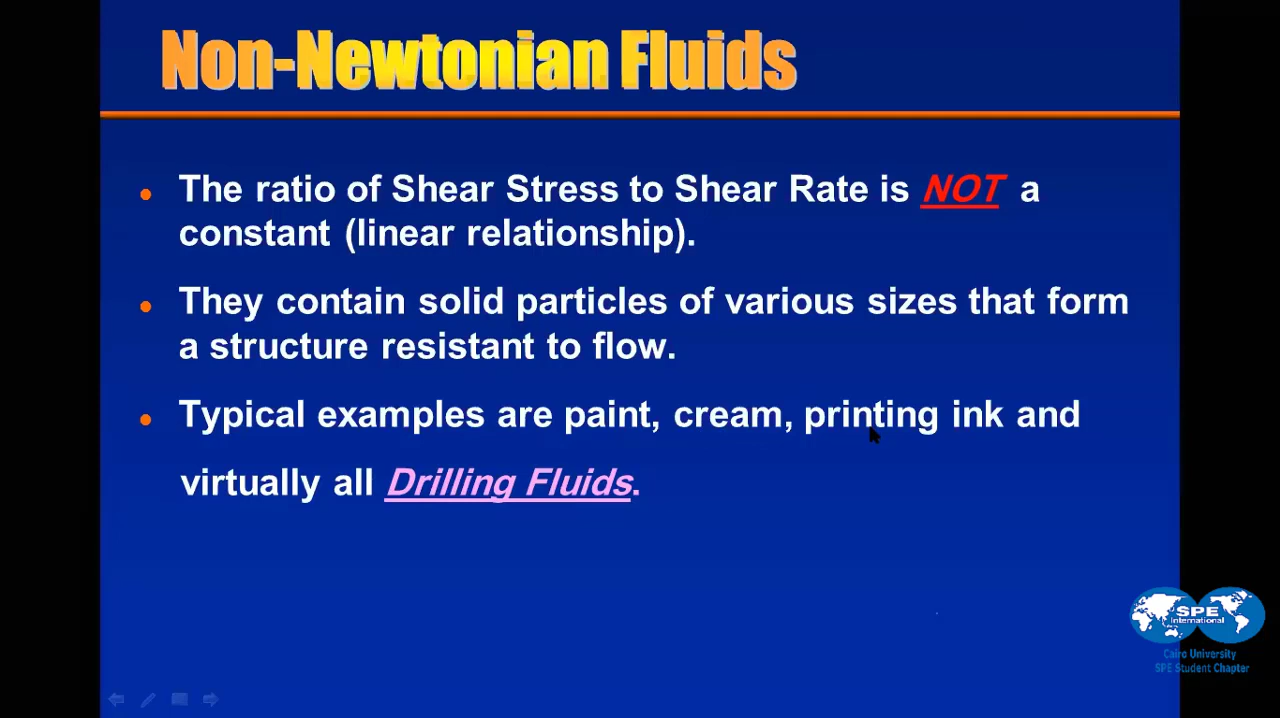 Non-Newtonian Fluids
The ratio of Shear Stress to Shear Rate is NOT a
constant (linear relationship).
They contain solid particles of various sizes that form
a structure resistant to flow.
Typical examples are paint, cream, printing ink and
virtually all Drilling Fluids.
SPE
International
Cairo University
SPE Student Chapter